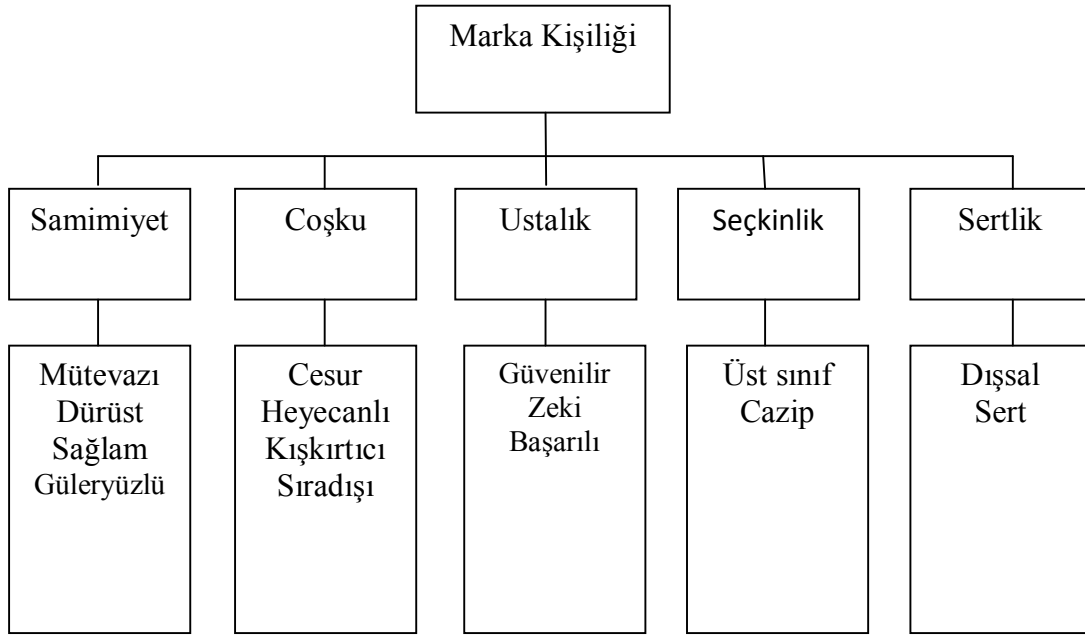 Marka Kişiliği
Samimiyet
Coşku
Ustalık
Seçkinlik
Sertlik
Mütevazı
Dürüst
Sağlam
Güleryüzlü
Cesur
Heyecanlı
Kışkırtıcı
Sıradışı
Güvenilir
Zeki
Başarılı
Üst sınıf
Cazip
Dışsal
Sert